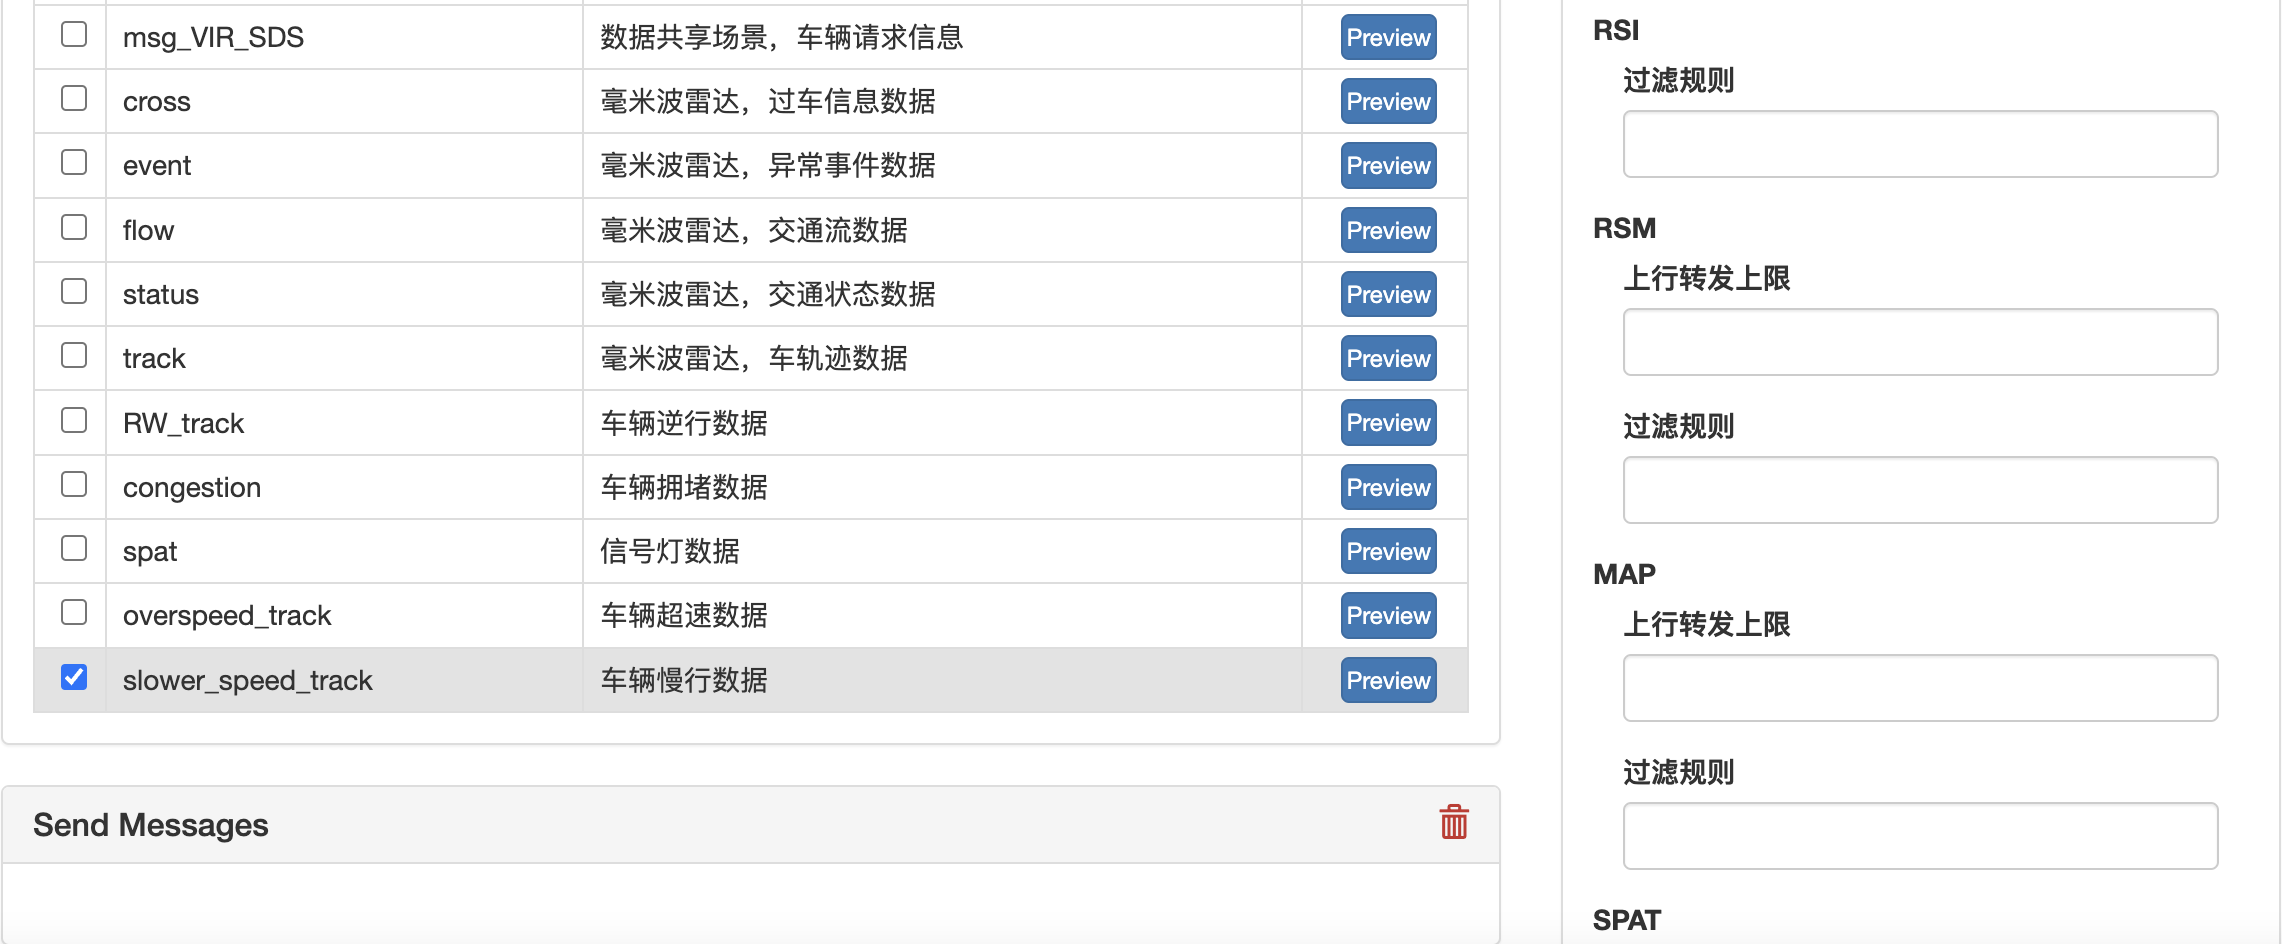 msg_VIR_SDS 数据共享场景，车辆请求信息 Preview
cross 毫米波雷达，过车信息数据 Preview
event 毫米波雷达，异常事件数据 Preview
flow 毫米波雷达，交通流数据 Preview
status 毫米波雷达，交通状态数据 Preview
track 毫米波雷达，车轨迹数据 Preview
RW_track 车辆逆行数据 Preview
congestion 车辆拥堵数据 Preview
spat 信号灯数据 Preview
overspeed_track 车辆超速数据 Preview
slower_speed_track 车辆慢行数据 Preview
Send Messages
RSI
过滤规则
RSM
上行转发上限
过滤规则
MAP
上行转发上限
过滤规则
SPAT